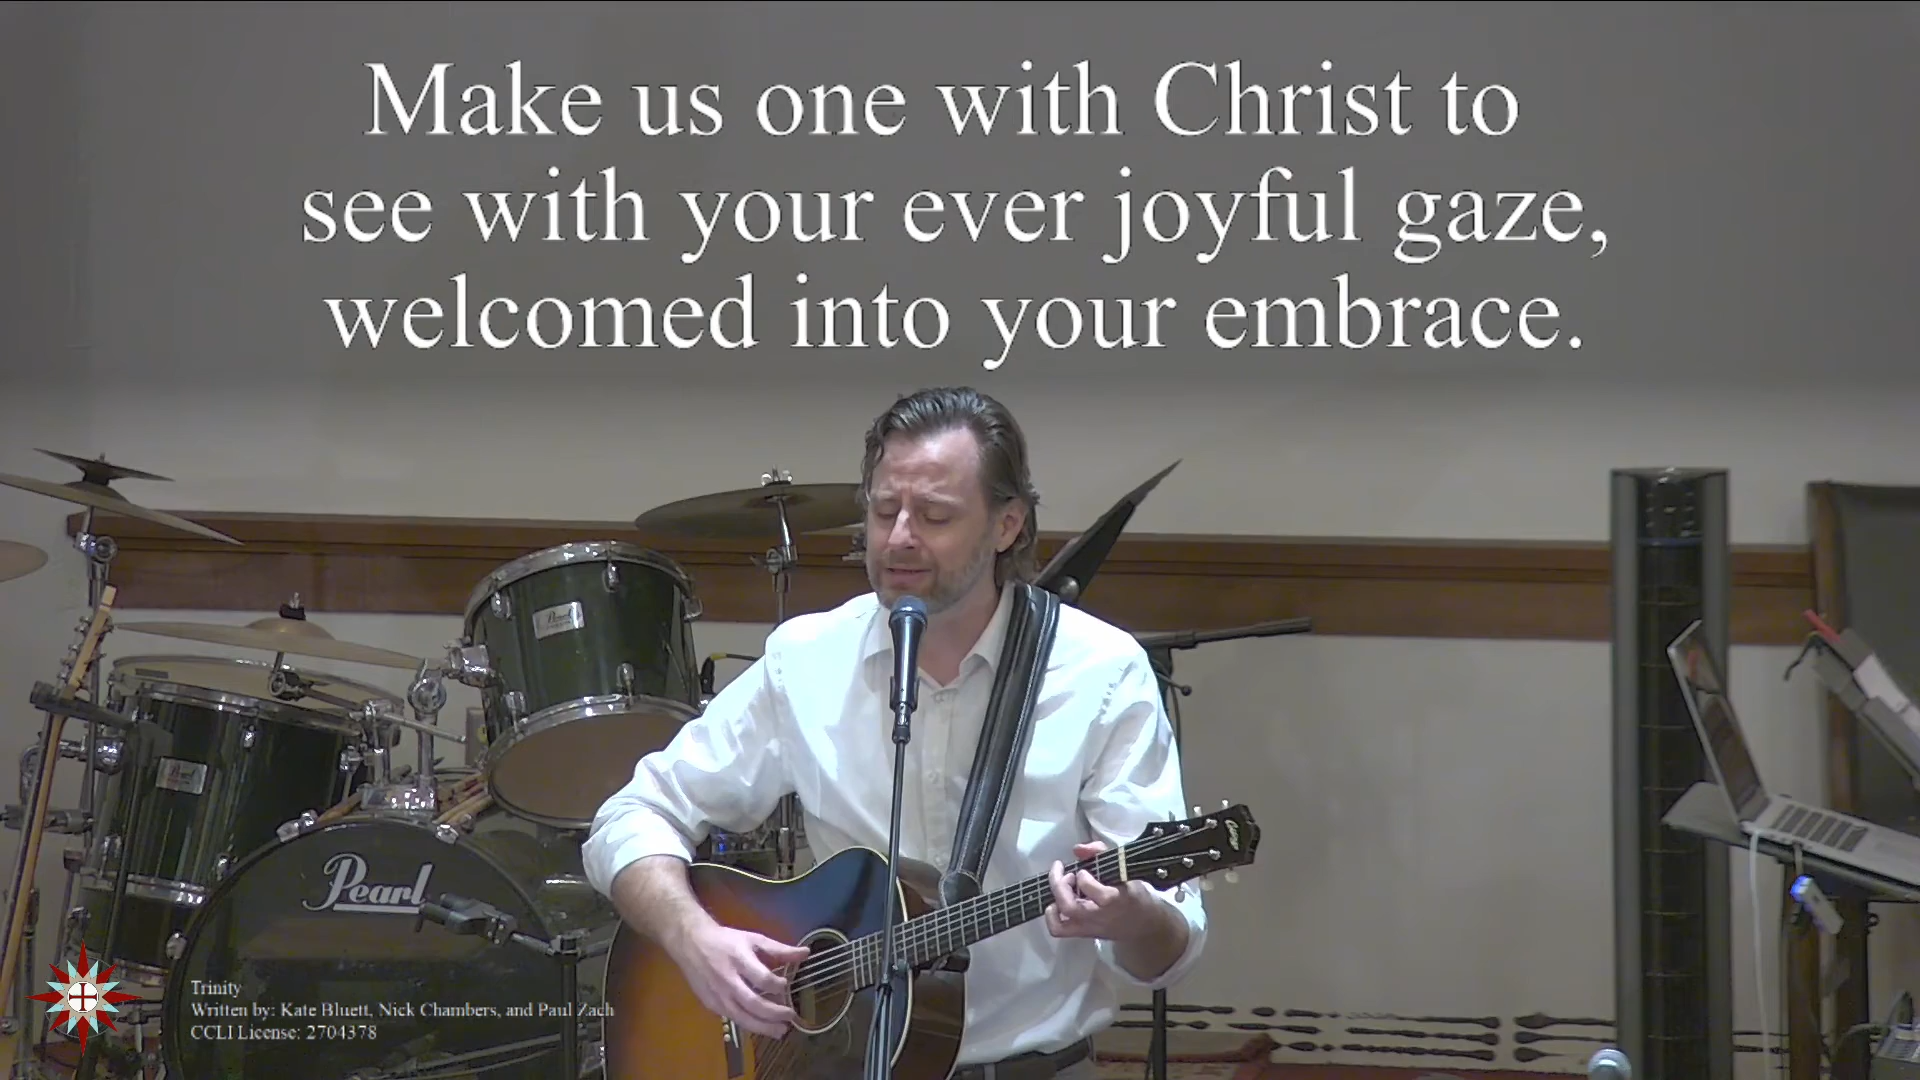 Make us one with Christ to
see with your ever joyful gaze,
welcomed into your embrace.
Pearl
Pearl
Pearl
Trinity
Written by: Kate Bluett, Nick Chambers, and Paul Zach
CCLI License: 2704378